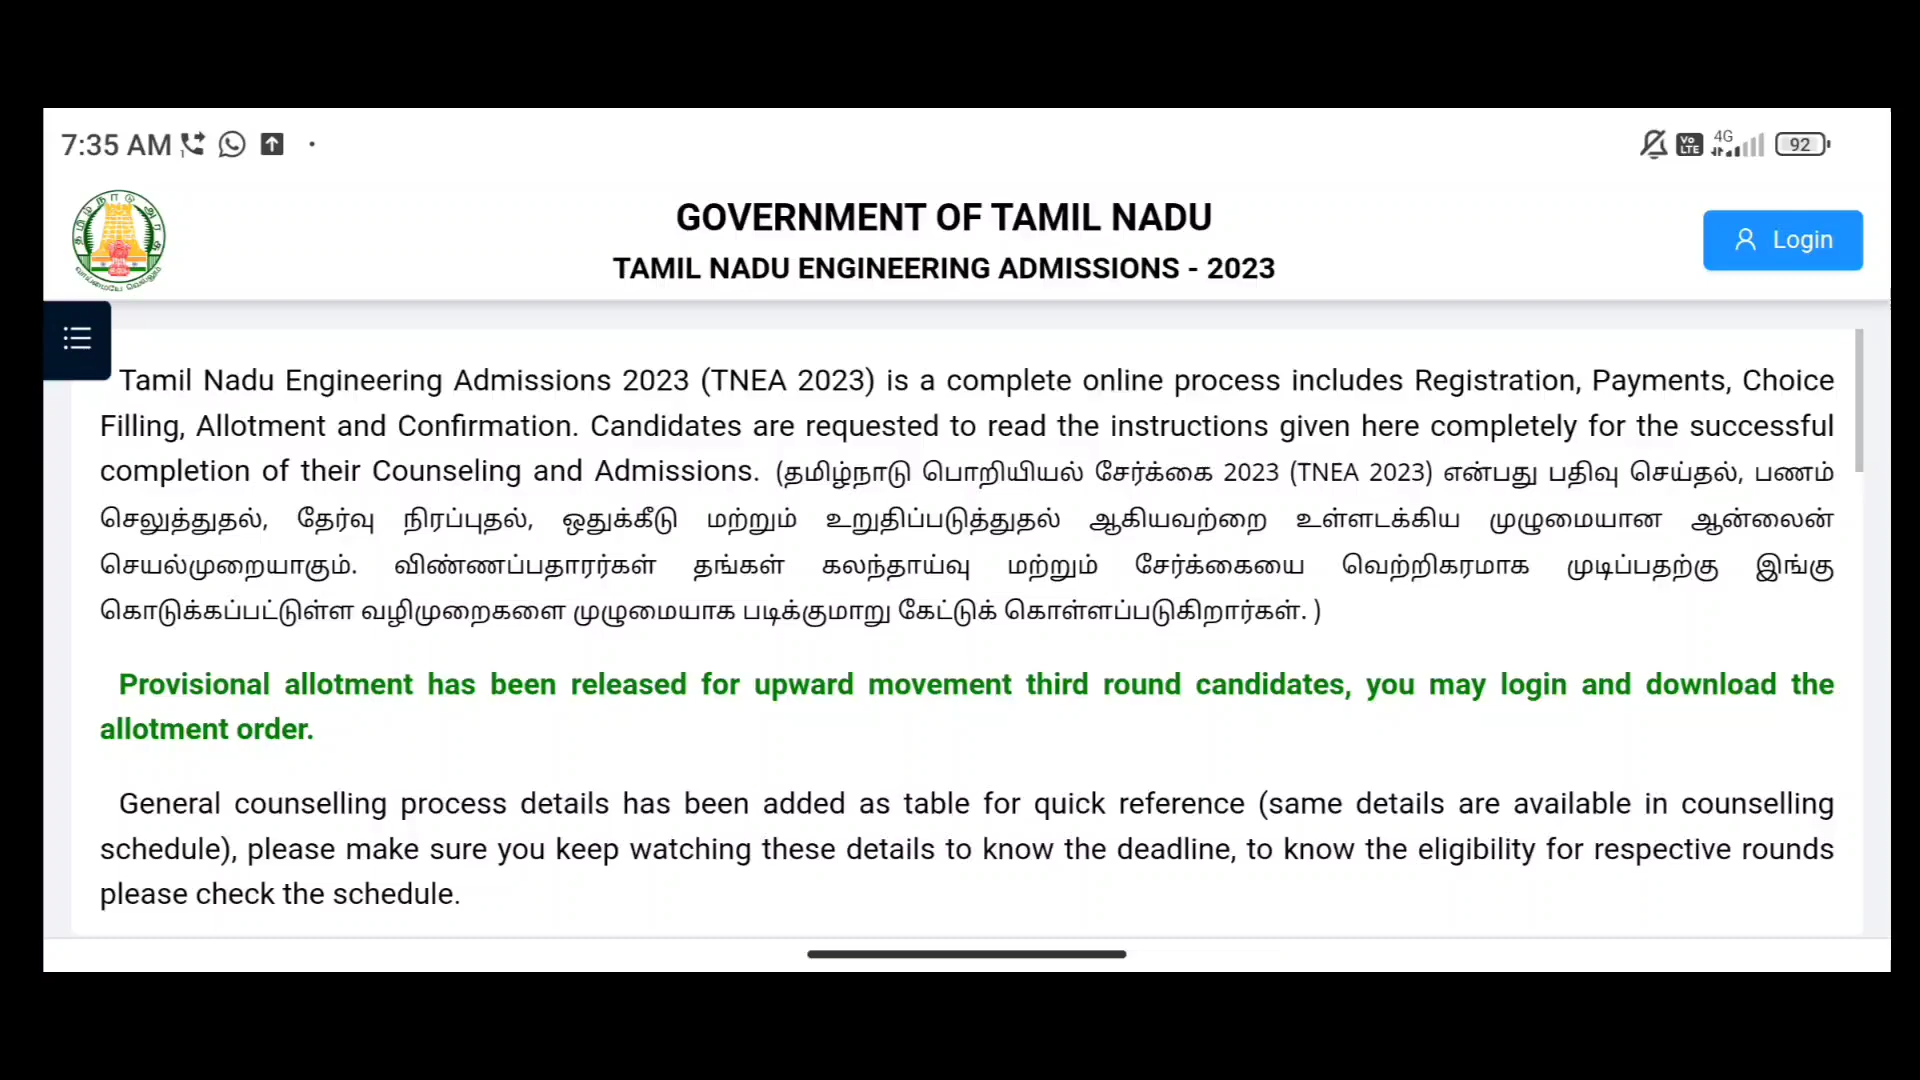 7:35 AM
4G
Vo
LTE
92
GOVERNMENT OF TAMIL NADU
TAMIL NADU ENGINEERING ADMISSIONS - 2023
Login
Tamil Nadu Engineering Admissions 2023 (TNEA 2023) is a complete online process includes Registration, Payments, Choice
Filling, Allotment and Confirmation. Candidates are requested to read the instructions given here completely for the successful
completion of their Counseling and Admissions. (தமிழ்நாடு பொறியியல் சேர்க்கை 2023 (TNEA 2023) என்பது பதிவு செய்தல், பணம்
செலுத்துதல், தேர்வு நிரப்புதல், ஒதுக்கீடு மற்றும் உறுதிப்படுத்துதல் ஆகியவற்றை உள்ளடக்கிய முழுமையான ஆன்லைன்
செயல்முறையாகும். விண்ணப்பதாரர்கள் தங்கள் கலந்தாய்வு மற்றும் சேர்க்கையை வெற்றிகரமாக முடிப்பதற்கு இங்கு
கொடுக்கப்பட்டுள்ள வழிமுறைகளை முழுமையாக படிக்குமாறு கேட்டுக் கொள்ளப்படுகிறார்கள். )
Provisional allotment has been released for upward movement third round candidates, you may login and download the
allotment order.
General counselling process details has been added as table for quick reference (same details are available in counselling
schedule), please make sure you keep watching these details to know the deadline, to know the eligibility for respective rounds
please check the schedule.